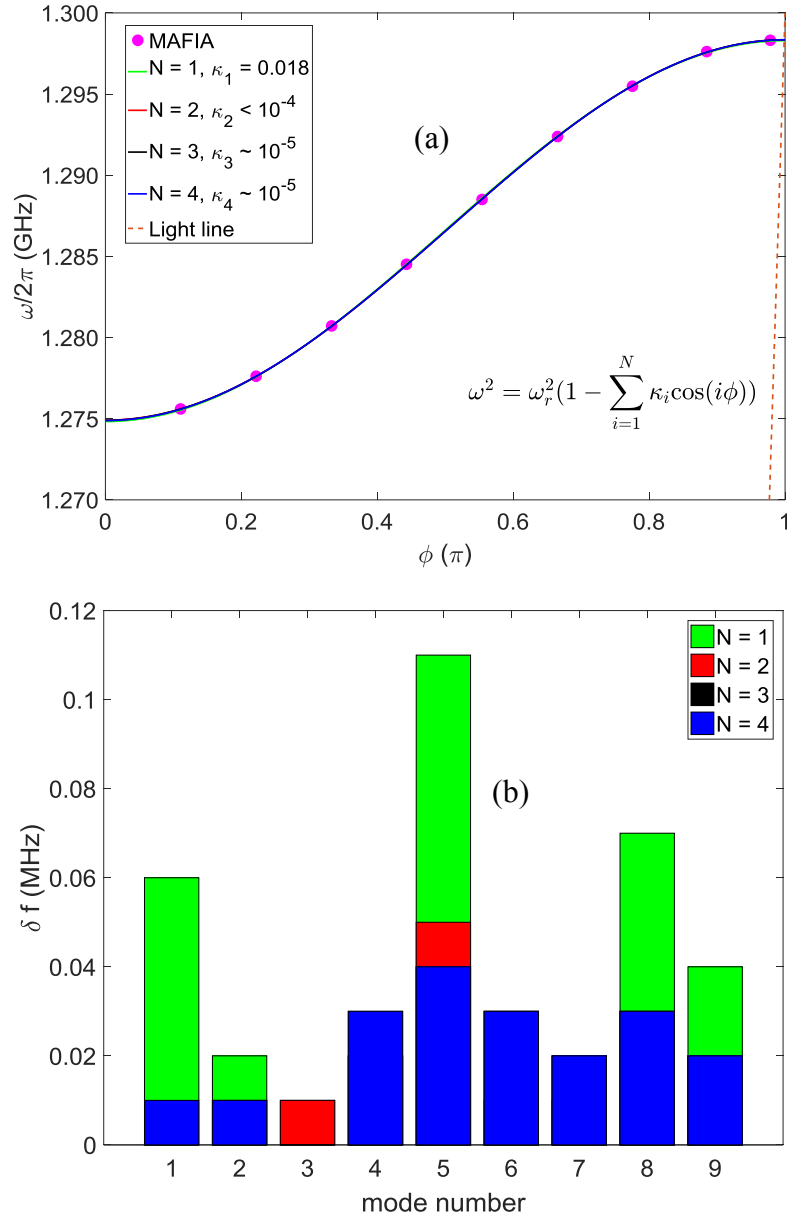 1.300
MAFIA
N = 1, κ1 = 0.018
N = 2, κ2 < 10-4
N = 3, κ3 ~ 10-5
N = 4, κ4 ~ 10-5
Light line
(a)
1.295
1.290
1.285
1.280
1.275
1.270
ω/2π (GHz)
ω² = ωr²(1 − ∑i=1N κi cos(iφ))
0 0.2 0.4 0.6 0.8 1
ϕ (π)
0.12
0.1
0.08
0.06
0.04
0.02
0
δ f (MHz)
N = 1
N = 2
N = 3
N = 4
(b)
1 2 3 4 5 6 7 8 9
mode number